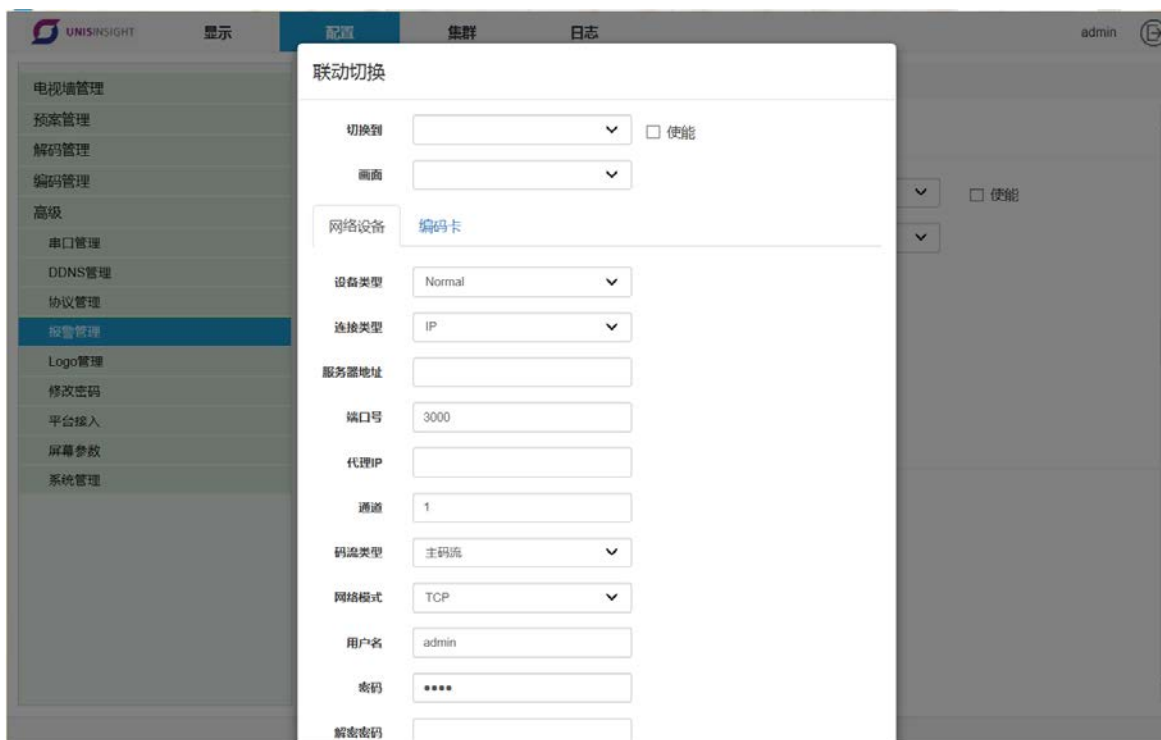 UNISINSIGHT 显示 配置 集群 日志 admin
联动切换
电视墙管理
预案管理
解码管理
编码管理
高级
串口管理
DDNS管理
协议管理
报警管理
Logo管理
修改密码
平台接入
屏幕参数
系统管理
切换到 使能
画面
使能
网络设备 编码卡
设备类型 Normal
连接类型 IP
服务器地址
端口号 3000
代理IP
通道 1
码流类型 主码流
网络模式 TCP
用户名 admin
密码 ••••
解密密码